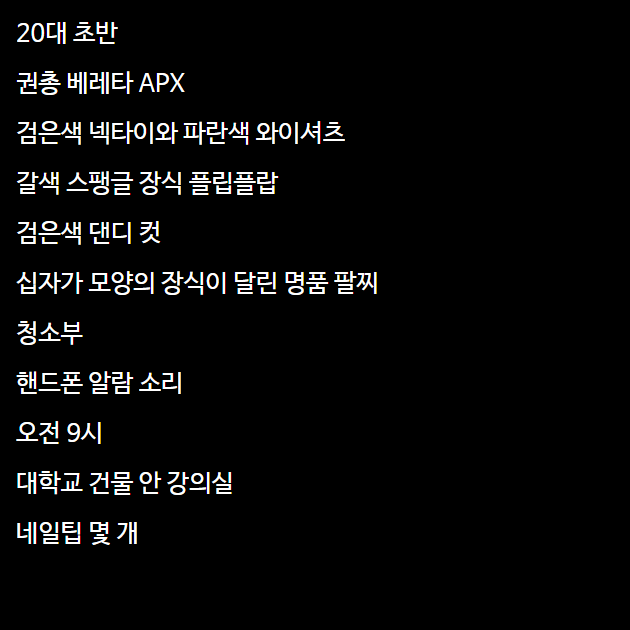 20대 초반
권총 베레타 APX
검은색 넥타이와 파란색 와이셔츠
갈색 스팽글 장식 플립플랍
검은색 댄디 컷
십자가 모양의 장식이 달린 명품 팔찌
청소부
핸드폰 알람 소리
오전 9시
대학교 건물 안 강의실
네일팁 몇 개